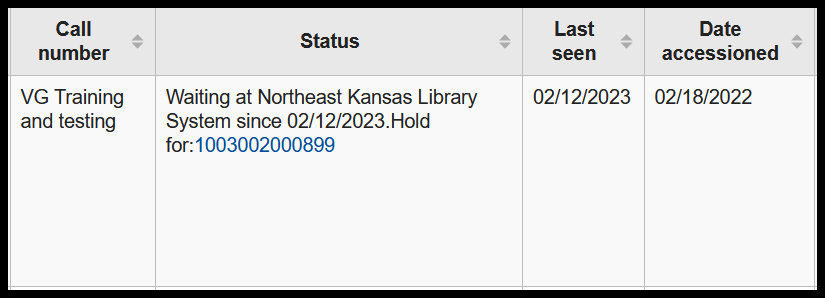 Call number
Status
Last seen
Date accessioned
VG Training and testing
Waiting at Northeast Kansas Library
System since 02/12/2023.Hold
for:1003002000899
02/12/2023
02/18/2022